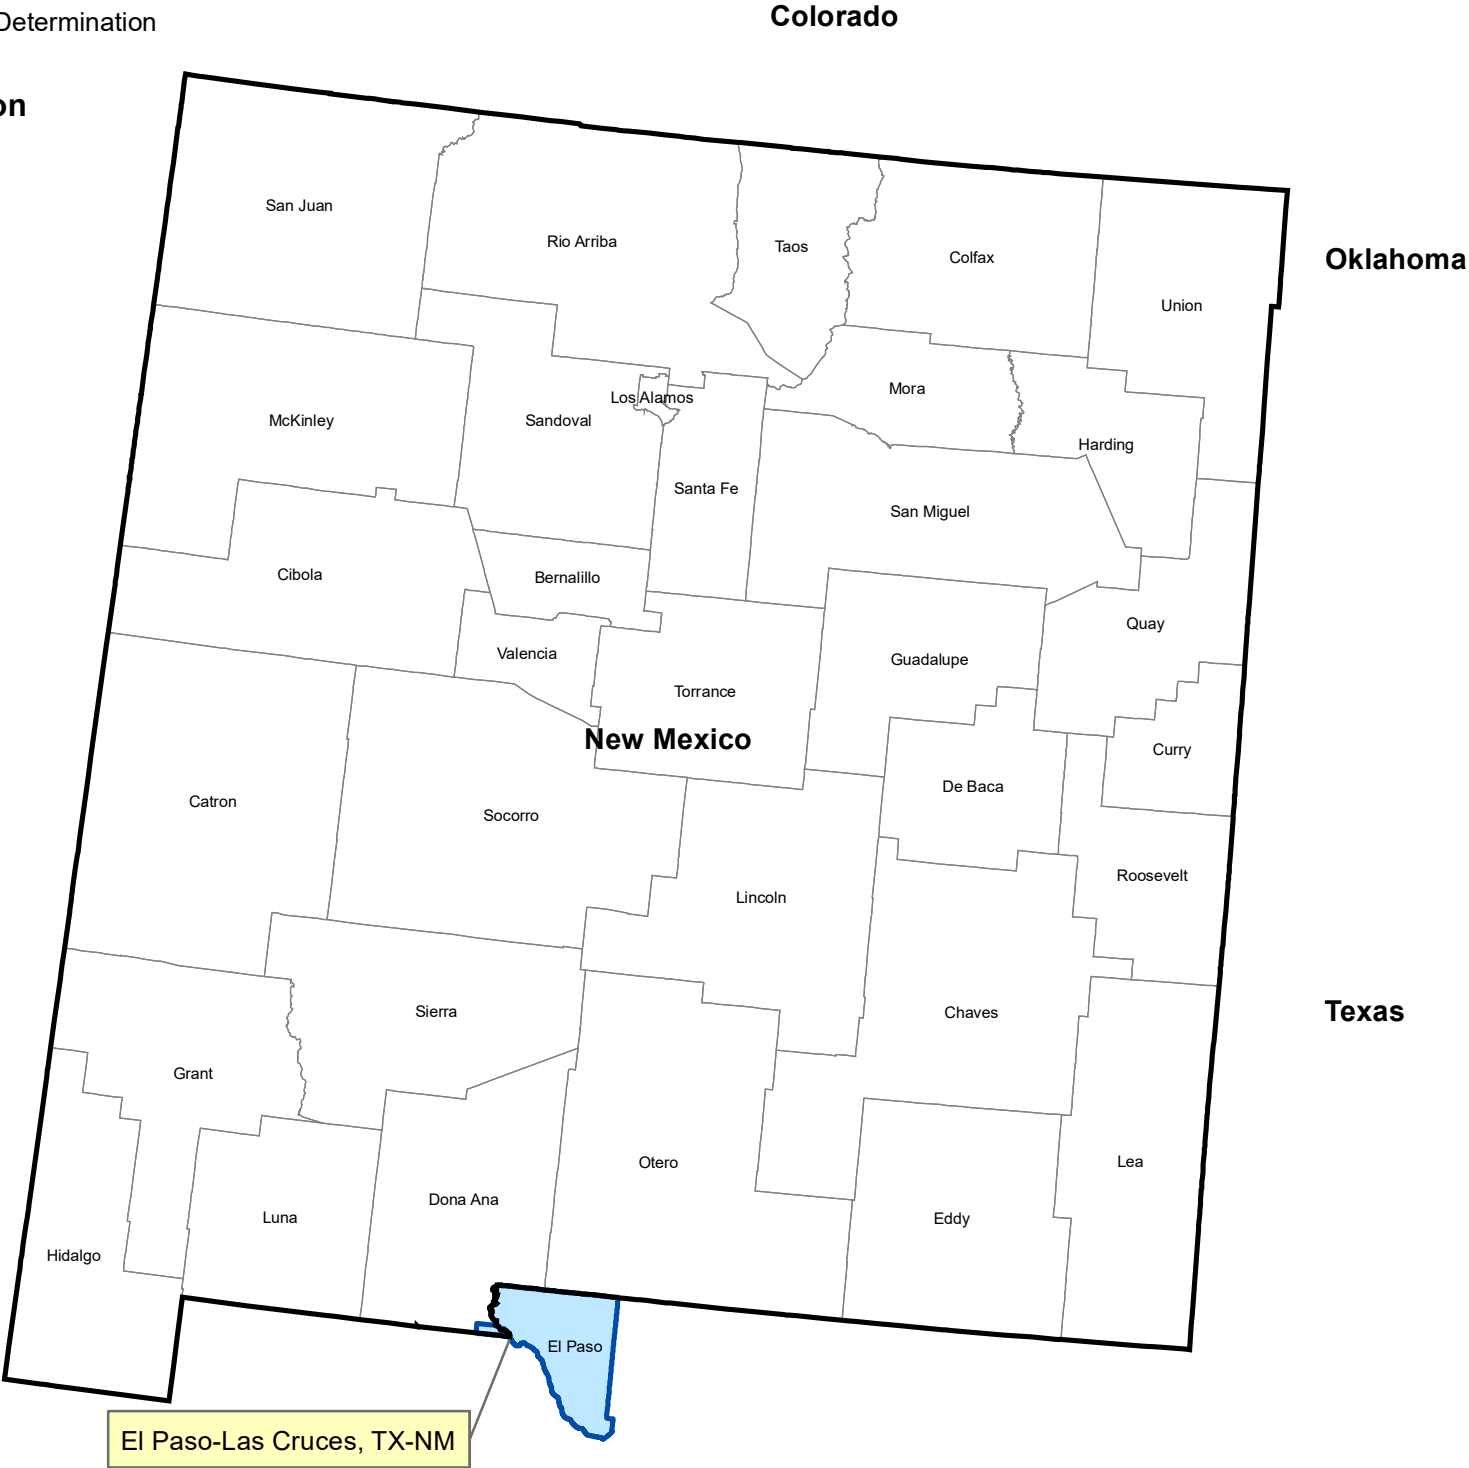 Determination
Colorado
on
San Juan
Rio Arriba
Taos
Colfax
Oklahoma
Union
Mora
Los Alamos
McKinley
Sandoval
Harding
Santa Fe
San Miguel
Cibola
Bernalillo
Quay
Valencia
Guadalupe
Torrance
New Mexico
Curry
De Baca
Catron
Socorro
Roosevelt
Lincoln
Sierra
Chaves
Texas
Grant
Otero
Lea
Dona Ana
Luna
Eddy
Hidalgo
El Paso
El Paso-Las Cruces, TX-NM